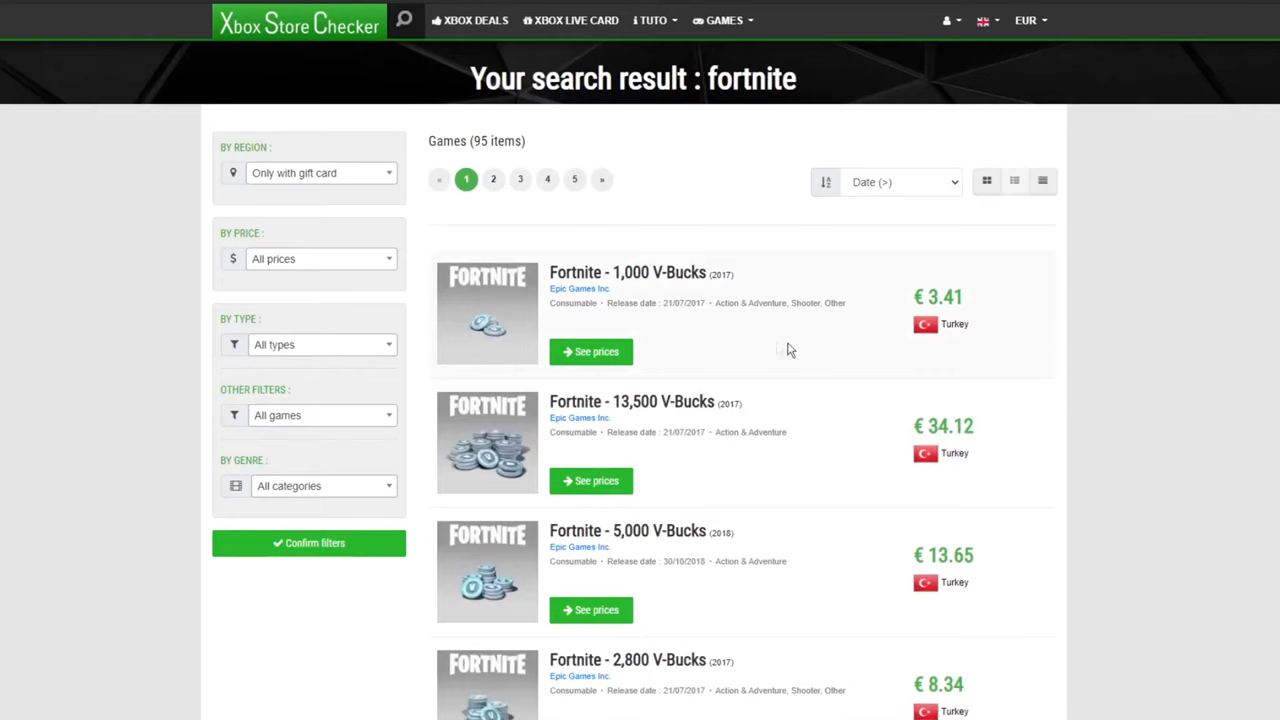 Xbox Store Checker
XBOX DEALS XBOX LIVE CARD TUTO GAMES EUR
Your search result : fortnite
BY REGION :
Only with gift card
BY PRICE :
$ All prices
BY TYPE :
All types
OTHER FILTERS :
All games
BY GENRE :
All categories
Confirm filters
Games (95 items)
« 1 2 3 4 5 »
Date (>)
FORTNITE
Fortnite - 1,000 V-Bucks (2017)
Epic Games Inc.
Consumable • Release date : 21/07/2017 • Action & Adventure, Shooter, Other
See prices
€ 3.41
Turkey
FORTNITE
Fortnite - 13,500 V-Bucks (2017)
Epic Games Inc.
Consumable • Release date : 21/07/2017 • Action & Adventure
See prices
€ 34.12
Turkey
FORTNITE
Fortnite - 5,000 V-Bucks (2018)
Epic Games Inc.
Consumable • Release date : 30/10/2018 • Action & Adventure
See prices
€ 13.65
Turkey
FORTNITE
Fortnite - 2,800 V-Bucks (2017)
Epic Games Inc.
Consumable • Release date : 21/07/2017 • Action & Adventure, Shooter, Other
€ 8.34
Turkey